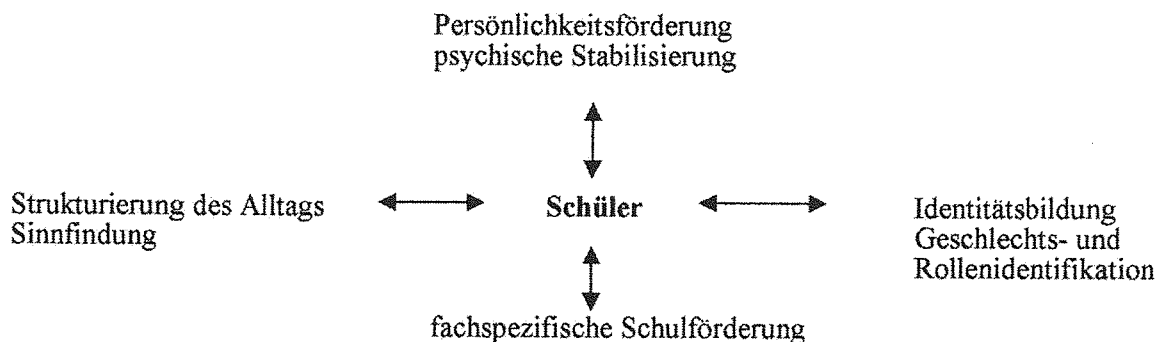 Persönlichkeitsförderung
psychische Stabilisierung
Strukturierung des Alltags
Sinnfindung
Schüler
Identitätsbildung
Geschlechts- und
Rollenidentifikation
fachspezifische Schulförderung